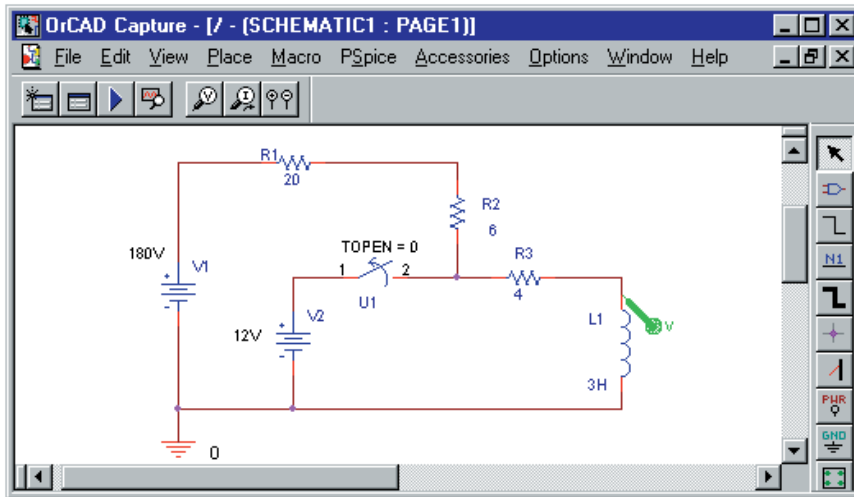 OrCAD Capture - [/ - (SCHEMATIC1 : PAGE1)]
File Edit View Place Macro PSpice Accessories Options Window Help
V I
R1
20
R2
6
180V
V1
TOPEN = 0
1 2
U1
R3
4
V2
12V
L1
V
3H
0
N1
PWR
GND